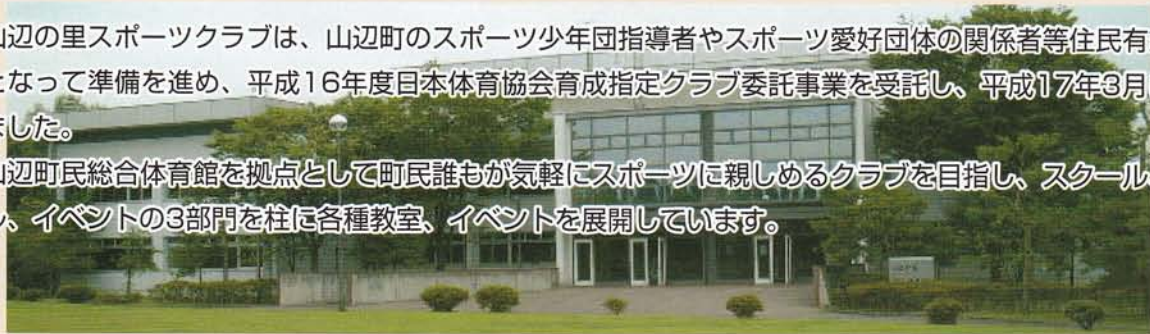 辺の里スポーツクラブは、山辺町のスポーツ少年団指導者やスポーツ愛好団体の関係者等住民有
なって準備を進め、平成16年度日本体育協会育成指定クラブ委託事業を受託し、平成17年3月
ました。
辺町民総合体育館を拠点として町民誰もが気軽にスポーツに親しめるクラブを目指し、スクール
、イベントの3部門を柱に各種教室、イベントを展開しています。